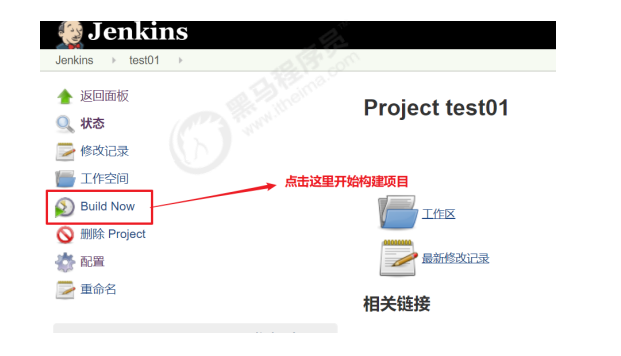 Jenkins
Jenkins test01
返回面板
状态
修改记录
工作空间
Build Now
删除 Project
配置
重命名
Project test01
点击这里开始构建项目
工作区
最新修改记录
相关链接
黑马程序员
www.itheima.com